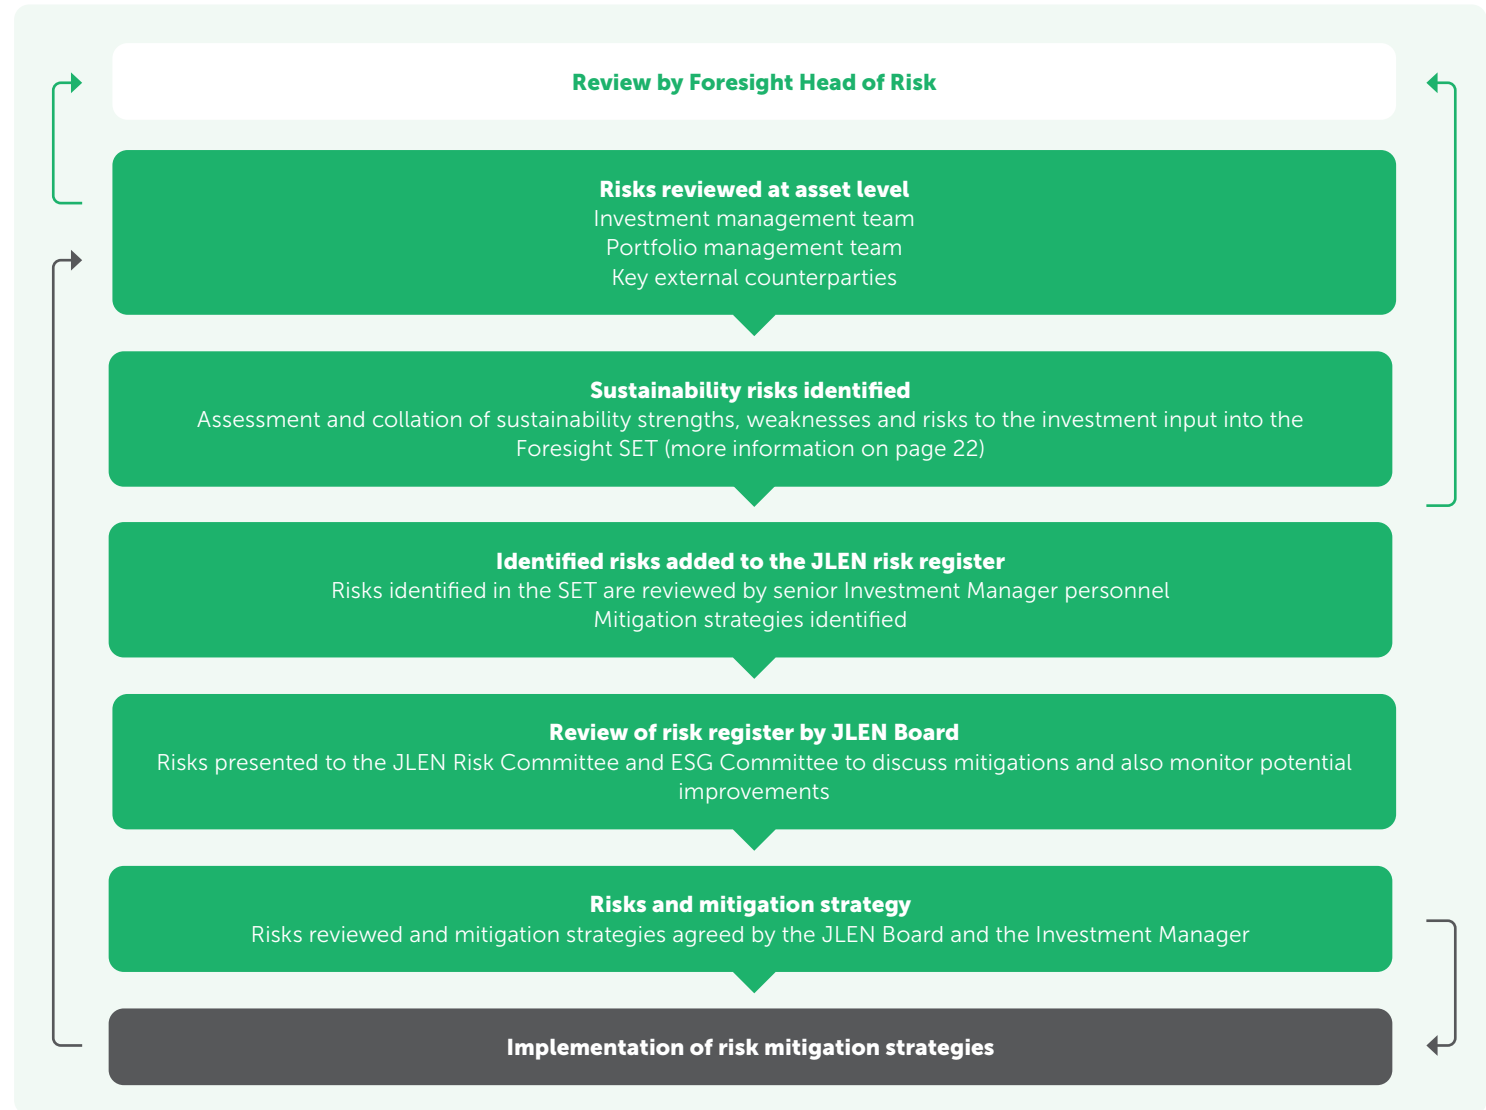 Review by Foresight Head of Risk
Risks reviewed at asset level
Investment management team
Portfolio management team
Key external counterparties
Sustainability risks identified
Assessment and collation of sustainability strengths, weaknesses and risks to the investment input into the
Foresight SET (more information on page 22)
Identified risks added to the JLEN risk register
Risks identified in the SET are reviewed by senior Investment Manager personnel
Mitigation strategies identified
Review of risk register by JLEN Board
Risks presented to the JLEN Risk Committee and ESG Committee to discuss mitigations and also monitor potential
improvements
Risks and mitigation strategy
Risks reviewed and mitigation strategies agreed by the JLEN Board and the Investment Manager
Implementation of risk mitigation strategies